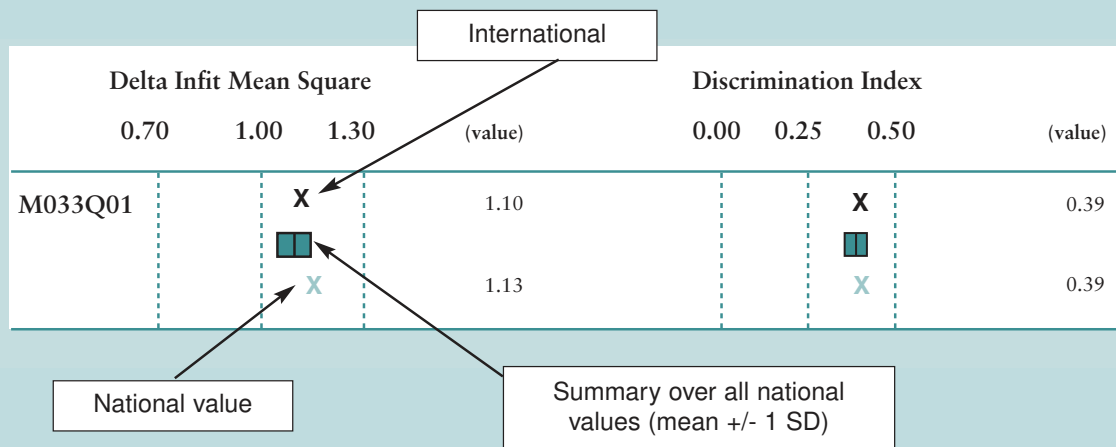 International
Delta Infit Mean Square
Discrimination Index
0.70 1.00 1.30 (value) 0.00 0.25 0.50 (value)
M033Q01 X 1.10 X 0.39
X 1.13 X 0.39
National value
Summary over all national
values (mean +/- 1 SD)